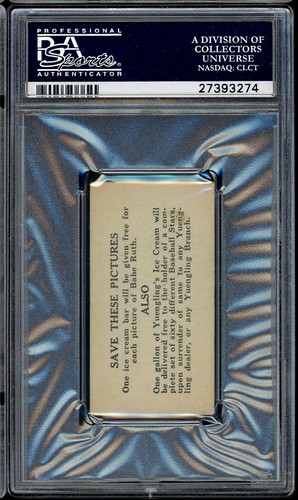 PROFESSIONAL
PSA
Sports
AUTHENTICATOR
A DIVISION OF
COLLECTORS
UNIVERSE
NASDAQ: CLCT
27393274
SAVE THESE PICTURES
One ice cream bar will be given free for
each picture of Babe Ruth.
ALSO
One gallon of Yuengling's Ice Cream will
be delivered free to the holder of a com-
plete set of sixty different Baseball Stars,
upon surrender of same to any Yueng-
ling dealer, or any Yuengling Branch.